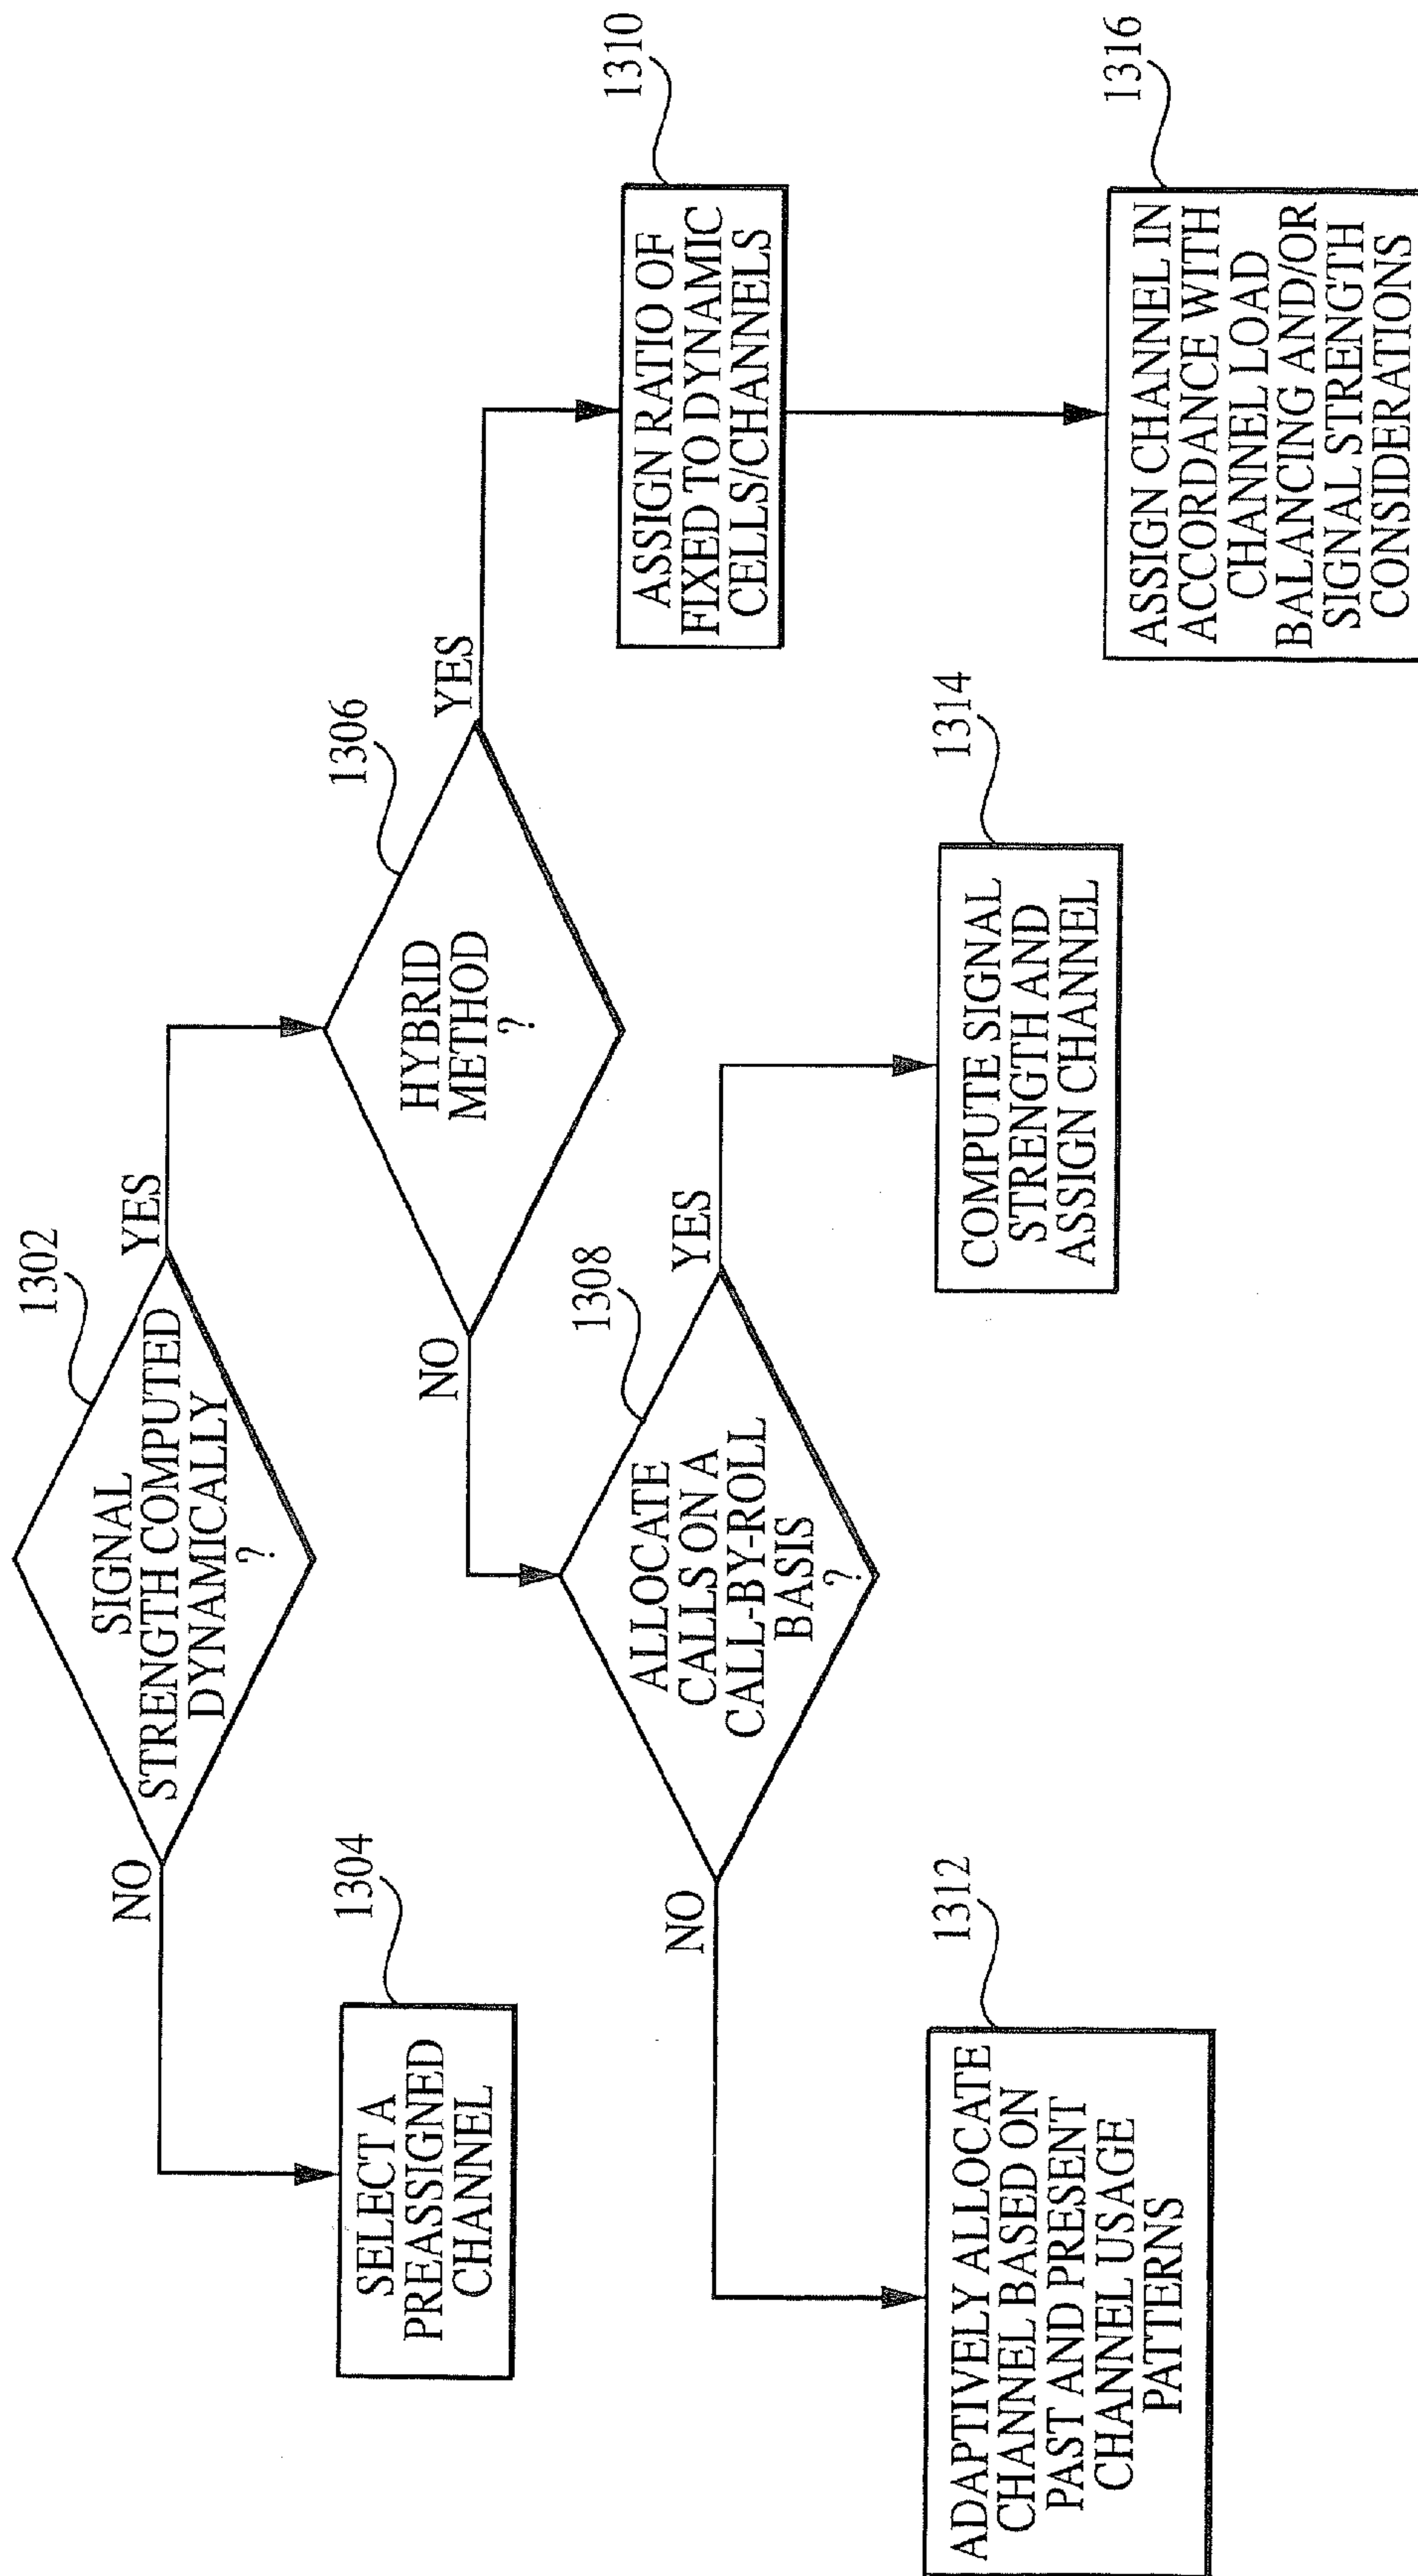 1302
SIGNAL
STRENGTH COMPUTED
DYNAMICALLY
?
NO
YES
1304
SELECT A
PREASSIGNED
CHANNEL
1306
HYBRID
METHOD
?
NO
YES
1308
ALLOCATE
CALLS ON A
CALL-BY-ROLL
BASIS
?
NO
YES
1310
ASSIGN RATIO OF
FIXED TO DYNAMIC
CELLS/CHANNELS
1312
ADAPTIVELY ALLOCATE
CHANNEL BASED ON
PAST AND PRESENT
CHANNEL USAGE
PATTERNS
1314
COMPUTE SIGNAL
STRENGTH AND
ASSIGN CHANNEL
1316
ASSIGN CHANNEL IN
ACCORDANCE WITH
CHANNEL LOAD
BALANCING AND/OR
SIGNAL STRENGTH
CONSIDERATIONS